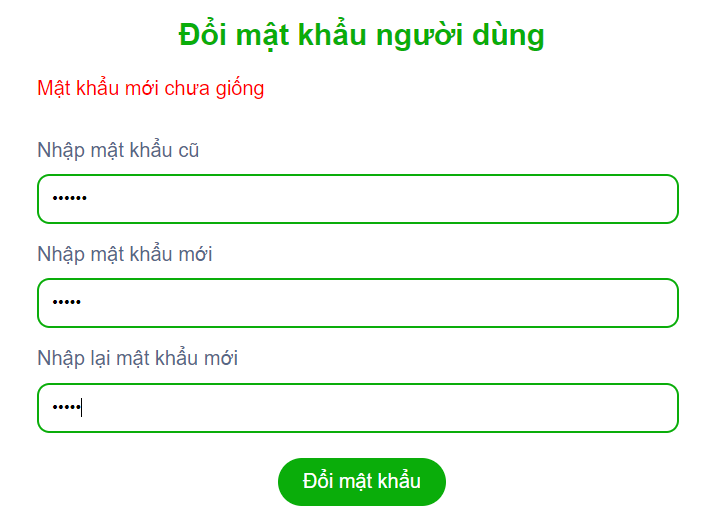 Đổi mật khẩu người dùng
Mật khẩu mới chưa giống
Nhập mật khẩu cũ
••••••
Nhập mật khẩu mới
•••••
Nhập lại mật khẩu mới
•••••
Đổi mật khẩu